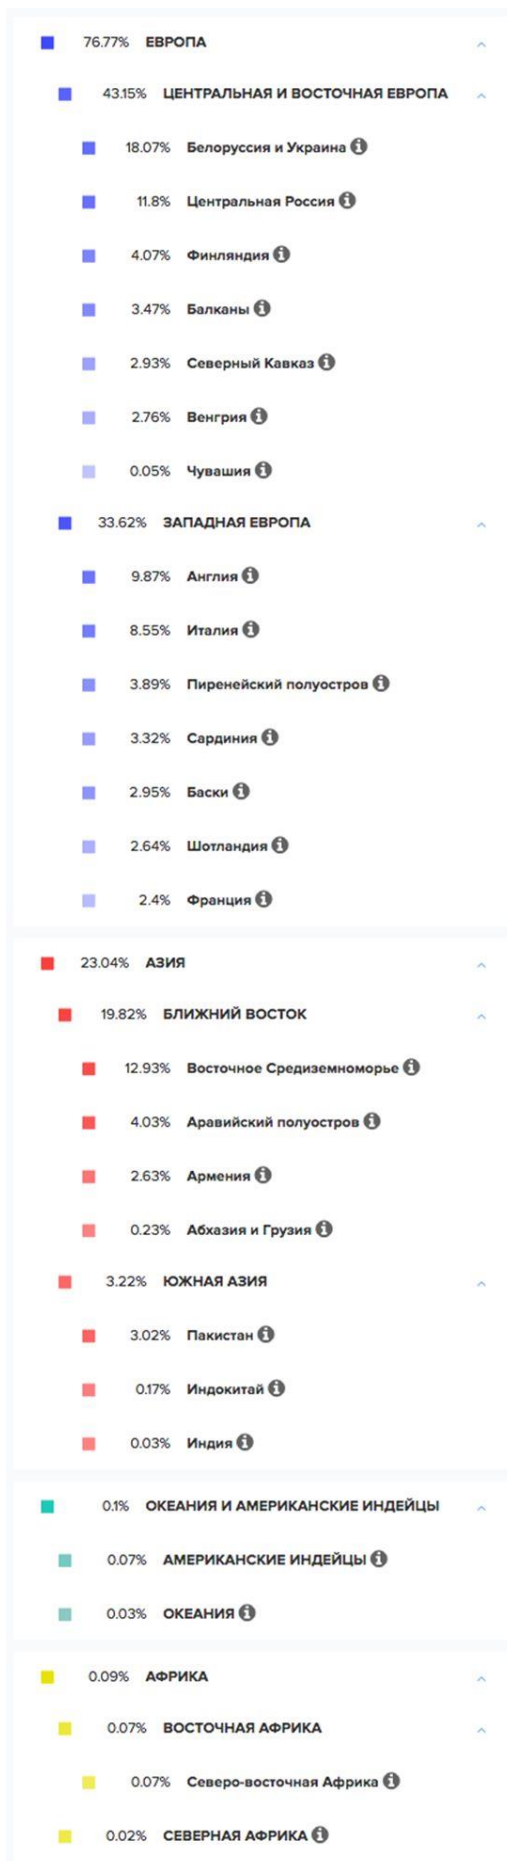 76.77% ЕВРОПА
43.15% ЦЕНТРАЛЬНАЯ И ВОСТОЧНАЯ ЕВРОПА
18.07% Белоруссия и Украина
11.8% Центральная Россия
4.07% Финляндия
3.47% Балканы
2.93% Северный Кавказ
2.76% Венгрия
0.05% Чувашия
33.62% ЗАПАДНАЯ ЕВРОПА
9.87% Англия
8.55% Италия
3.89% Пиренейский полуостров
3.32% Сардиния
2.95% Баски
2.64% Шотландия
2.4% Франция
23.04% АЗИЯ
19.82% БЛИЖНИЙ ВОСТОК
12.93% Восточное Средиземноморье
4.03% Аравийский полуостров
2.63% Армения
0.23% Абхазия и Грузия
3.22% ЮЖНАЯ АЗИЯ
3.02% Пакистан
0.17% Индокитай
0.03% Индия
0.1% ОКЕАНИЯ И АМЕРИКАНСКИЕ ИНДЕЙЦЫ
0.07% АМЕРИКАНСКИЕ ИНДЕЙЦЫ
0.03% ОКЕАНИЯ
0.09% АФРИКА
0.07% ВОСТОЧНАЯ АФРИКА
0.07% Северо-восточная Африка
0.02% СЕВЕРНАЯ АФРИКА